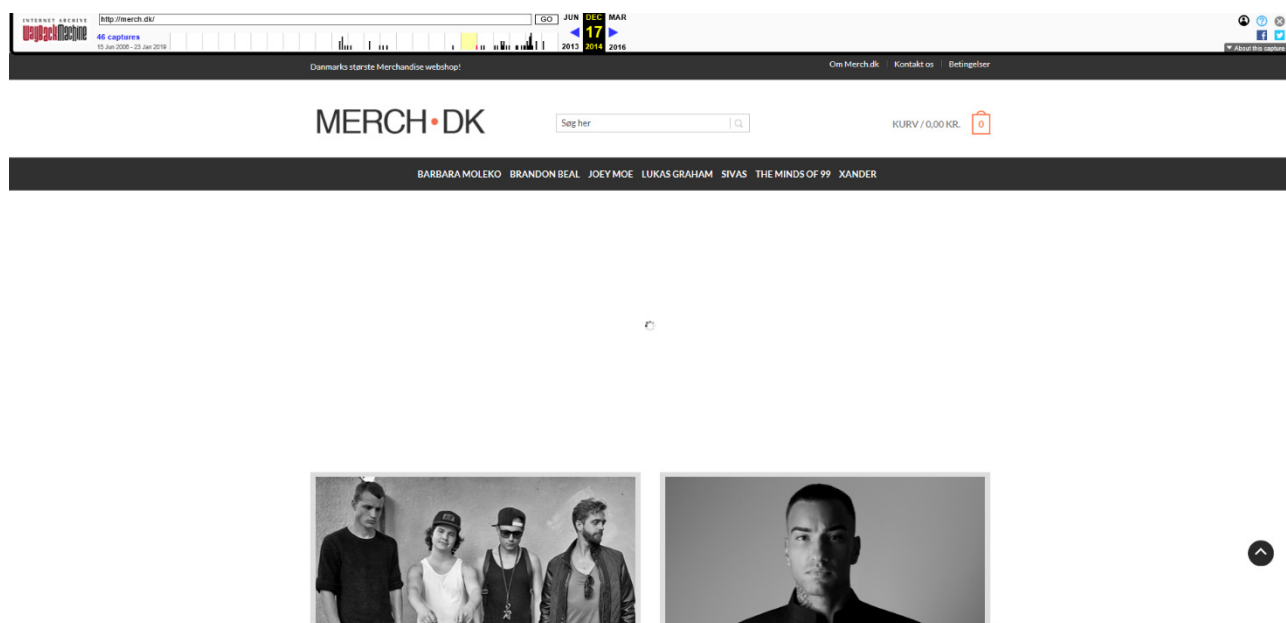 INTERNET ARCHIVE
WayBackMachine
http://merch.dk/
GO
JUN DEC MAR
46 captures
17
15 Jun 2006 - 23 Jan 2019
2013 2014 2016
About this capture
Danmarks største Merchandise webshop!
Om Merch.dk Kontakt os Betingelser
MERCH•DK
Søg her
KURV / 0,00 KR. 0
BARBARA MOLEKO BRANDON BEAL JOEY MOE LUKAS GRAHAM SIVAS THE MINDS OF 99 XANDER